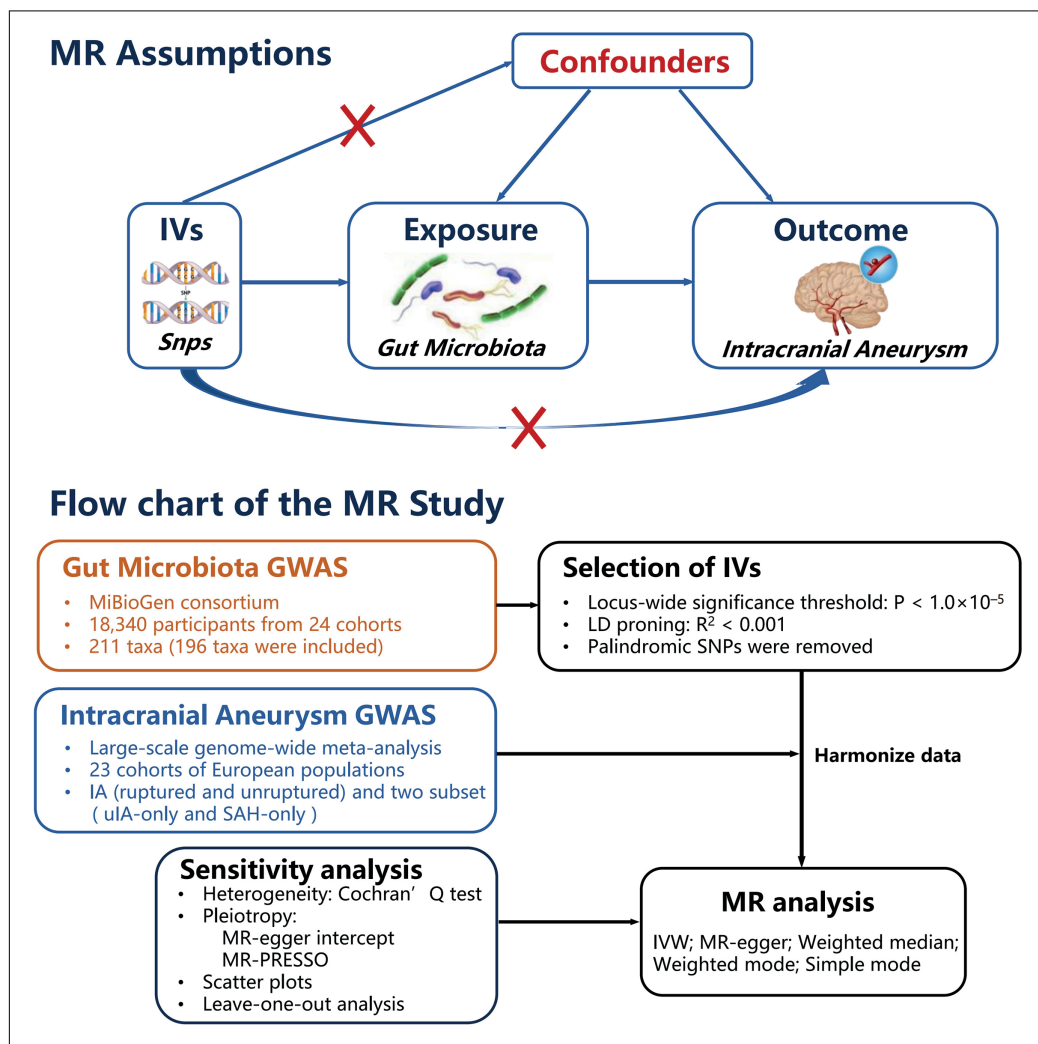 MR Assumptions
Confounders
IVs
SNP
Snps
Exposure
Gut Microbiota
Outcome
Intracranial Aneurysm
Flow chart of the MR Study
Gut Microbiota GWAS
• MiBioGen consortium
• 18,340 participants from 24 cohorts
• 211 taxa (196 taxa were included)
Selection of IVs
• Locus-wide significance threshold: P < 1.0×10⁻⁵
• LD proning: R² < 0.001
• Palindromic SNPs were removed
Intracranial Aneurysm GWAS
• Large-scale genome-wide meta-analysis
• 23 cohorts of European populations
• IA (ruptured and unruptured) and two subset
( uIA-only and SAH-only )
Harmonize data
Sensitivity analysis
• Heterogeneity: Cochran’ Q test
• Pleiotropy:
MR-egger intercept
MR-PRESSO
• Scatter plots
• Leave-one-out analysis
MR analysis
IVW; MR-egger; Weighted median;
Weighted mode; Simple mode